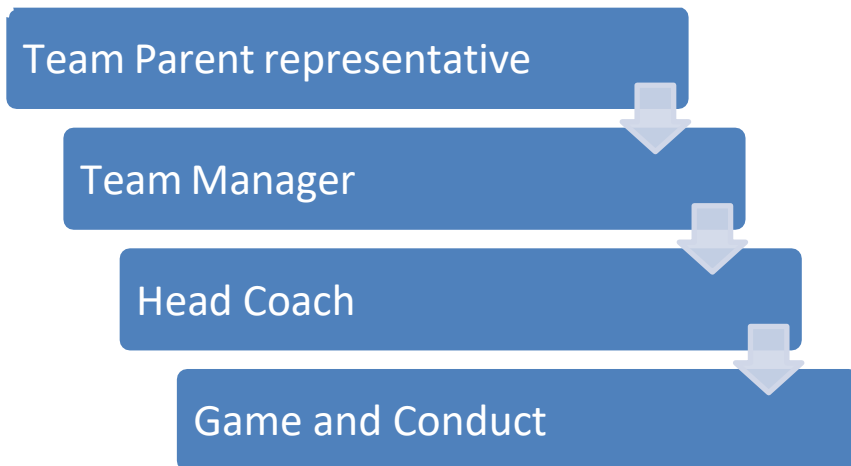 Team Parent representative
Team Manager
Head Coach
Game and Conduct